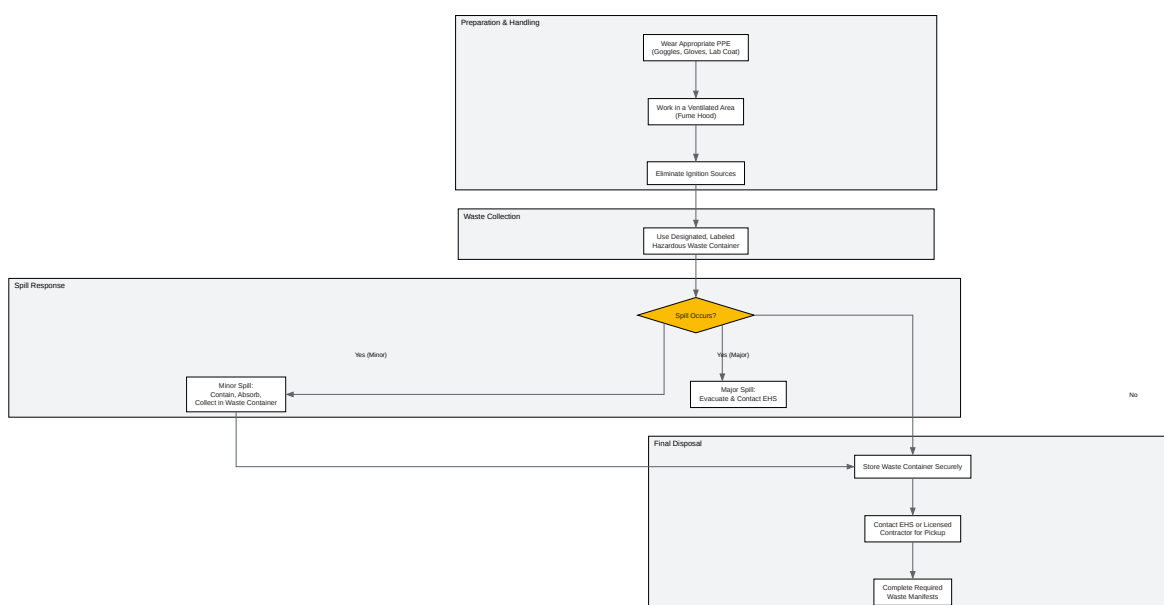 Preparation & Handling
Wear Appropriate PPE
(Goggles, Gloves, Lab Coat)
Work in a Ventilated Area
(Fume Hood)
Eliminate Ignition Sources
Waste Collection
Use Designated, Labeled
Hazardous Waste Container
Spill Response
Spill Occurs?
Yes (Minor)
Yes (Major)
Minor Spill:
Contain, Absorb,
Collect in Waste Container
Major Spill:
Evacuate & Contact EHS
No
Final Disposal
Store Waste Container Securely
Contact EHS or Licensed
Contractor for Pickup
Complete Required
Waste Manifests